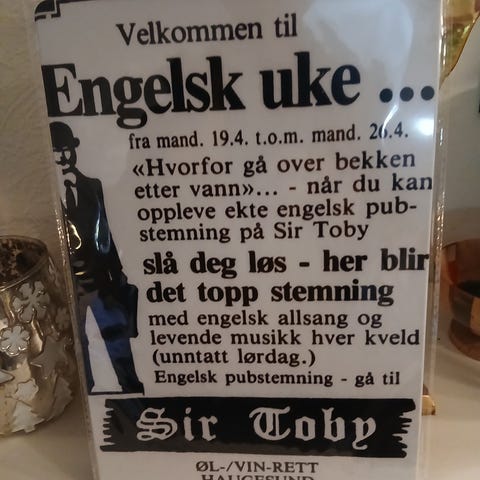 Velkommen til
Engelsk uke ...
fra mand. 19.4. t.o.m. mand. 26.4.
«Hvorfor gå over bekken
etter vann»... - når du kan
oppleve ekte engelsk pub-
stemning på Sir Toby
slå deg løs - her blir
det topp stemning
med engelsk allsang og
levende musikk hver kveld
(unntatt lørdag.)
Engelsk pubstemning - gå til
Sir Toby
ØL-/VIN-RETT
HAUGESUND